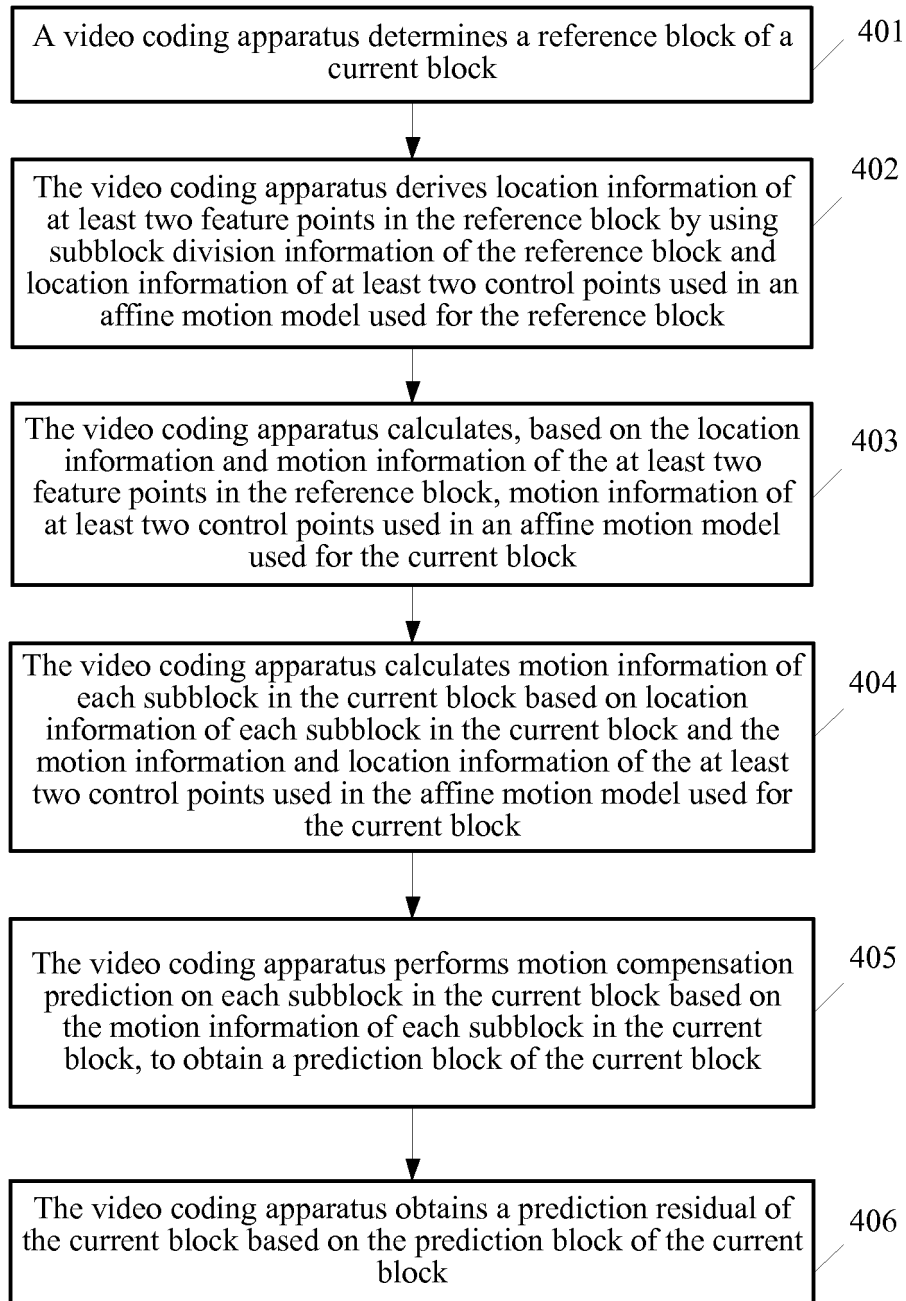 A video coding apparatus determines a reference block of a
current block
401
The video coding apparatus derives location information of
at least two feature points in the reference block by using
subblock division information of the reference block and
location information of at least two control points used in an
affine motion model used for the reference block
402
The video coding apparatus calculates, based on the location
information and motion information of the at least two
feature points in the reference block, motion information of
at least two control points used in an affine motion model
used for the current block
403
The video coding apparatus calculates motion information of
each subblock in the current block based on location
information of each subblock in the current block and the
motion information and location information of the at least
two control points used in the affine motion model used for
the current block
404
The video coding apparatus performs motion compensation
prediction on each subblock in the current block based on
the motion information of each subblock in the current
block, to obtain a prediction block of the current block
405
The video coding apparatus obtains a prediction residual of
the current block based on the prediction block of the current
block
406